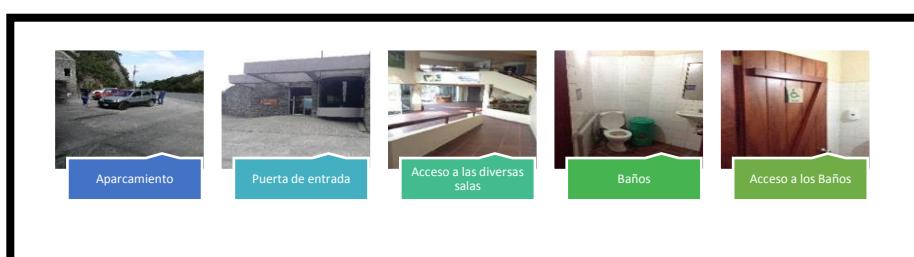 Aparcamiento
Puerta de entrada
Acceso a las diversas
salas
Baños
Acceso a los Baños